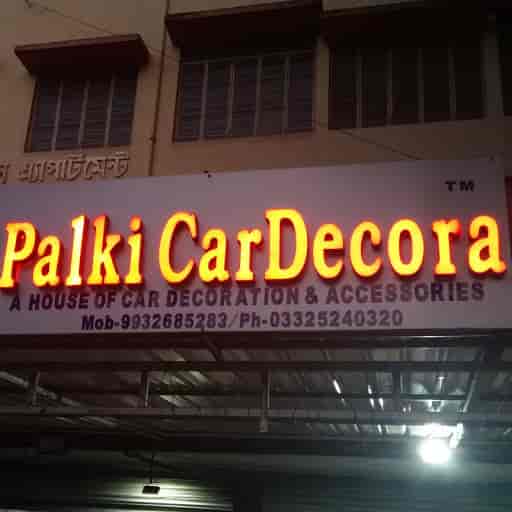 এ্যাপার্টমেন্ট
TM
Palki CarDecora
A HOUSE OF CAR DECORATION & ACCESSORIES
Mob-9932685283/Ph-03325240320